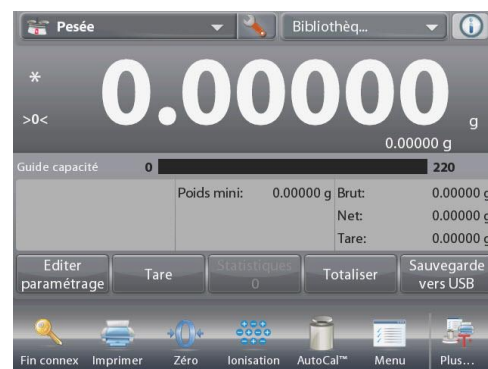 Pesée
Bibliothèq...
*
>0<
0.00000 g
0.00000 g
Guide capacité 0 220
Poids mini: 0.00000 g Brut: 0.00000 g
Net: 0.00000 g
Tare: 0.00000 g
Editer paramétrage
Tare
Statistiques
0
Totaliser
Sauvegarde vers USB
Fin connex Imprimer Zéro Ionisation AutoCal™ Menu Plus...